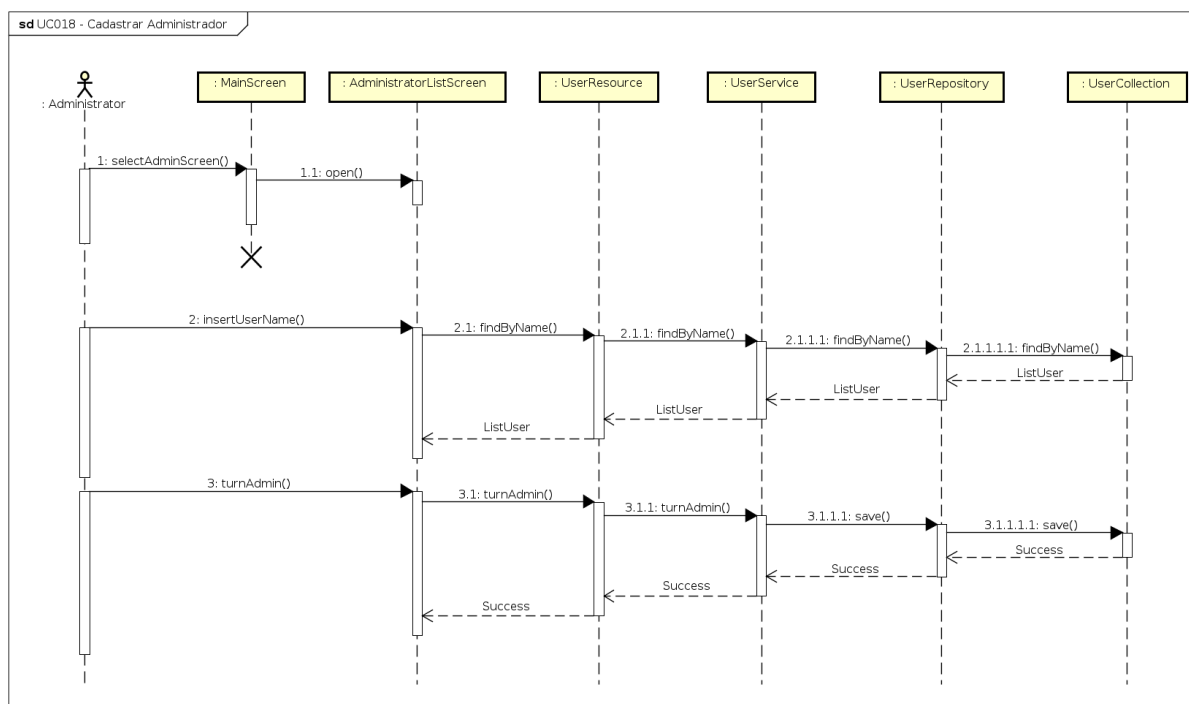 sd UC018 - Cadastrar Administrador
: Administrator
: MainScreen
: AdministratorListScreen
: UserResource
: UserService
: UserRepository
: UserCollection
1: selectAdminScreen()
1.1: open()
2: insertUserName()
2.1: findByName()
2.1.1: findByName()
2.1.1.1: findByName()
2.1.1.1.1: findByName()
ListUser
ListUser
ListUser
ListUser
3: turnAdmin()
3.1: turnAdmin()
3.1.1: turnAdmin()
3.1.1.1: save()
3.1.1.1.1: save()
Success
Success
Success
Success